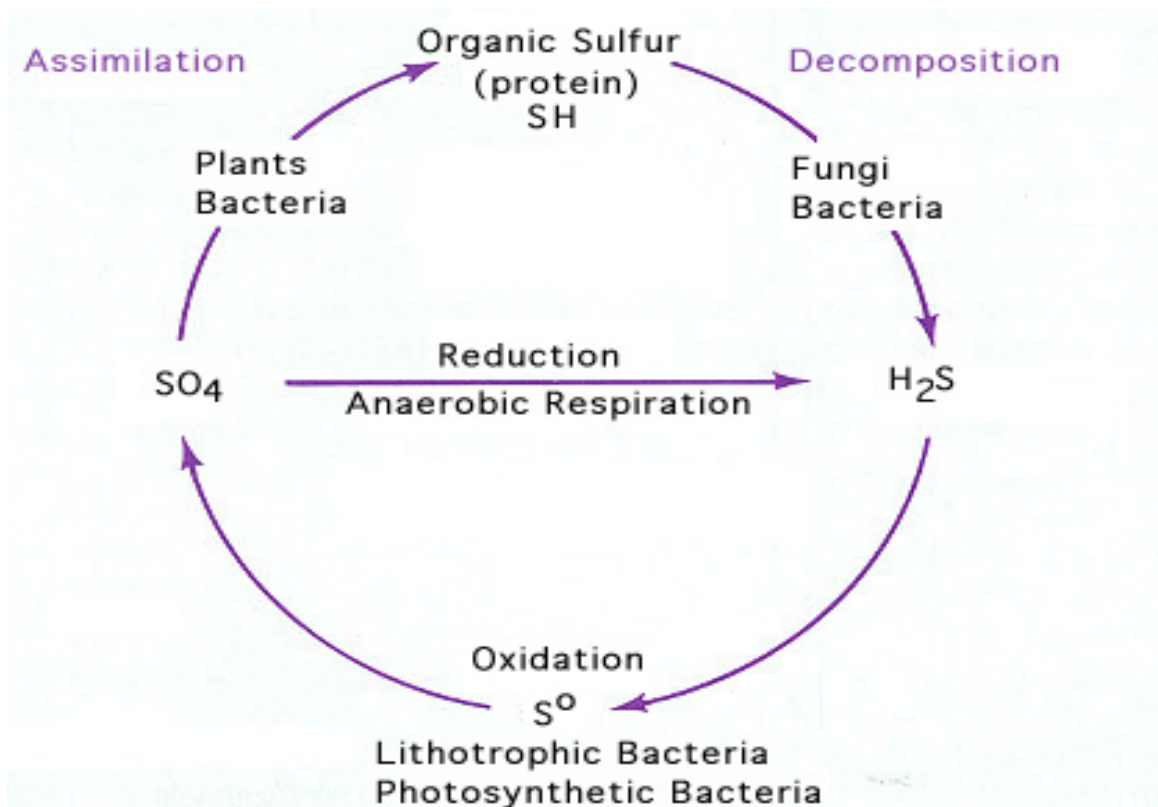 Assimilation
Organic Sulfur
(protein)
SH
Decomposition
Plants
Bacteria
Fungi
Bacteria
SO4
Reduction
Anaerobic Respiration
H2S
Oxidation
S°
Lithotrophic Bacteria
Photosynthetic Bacteria